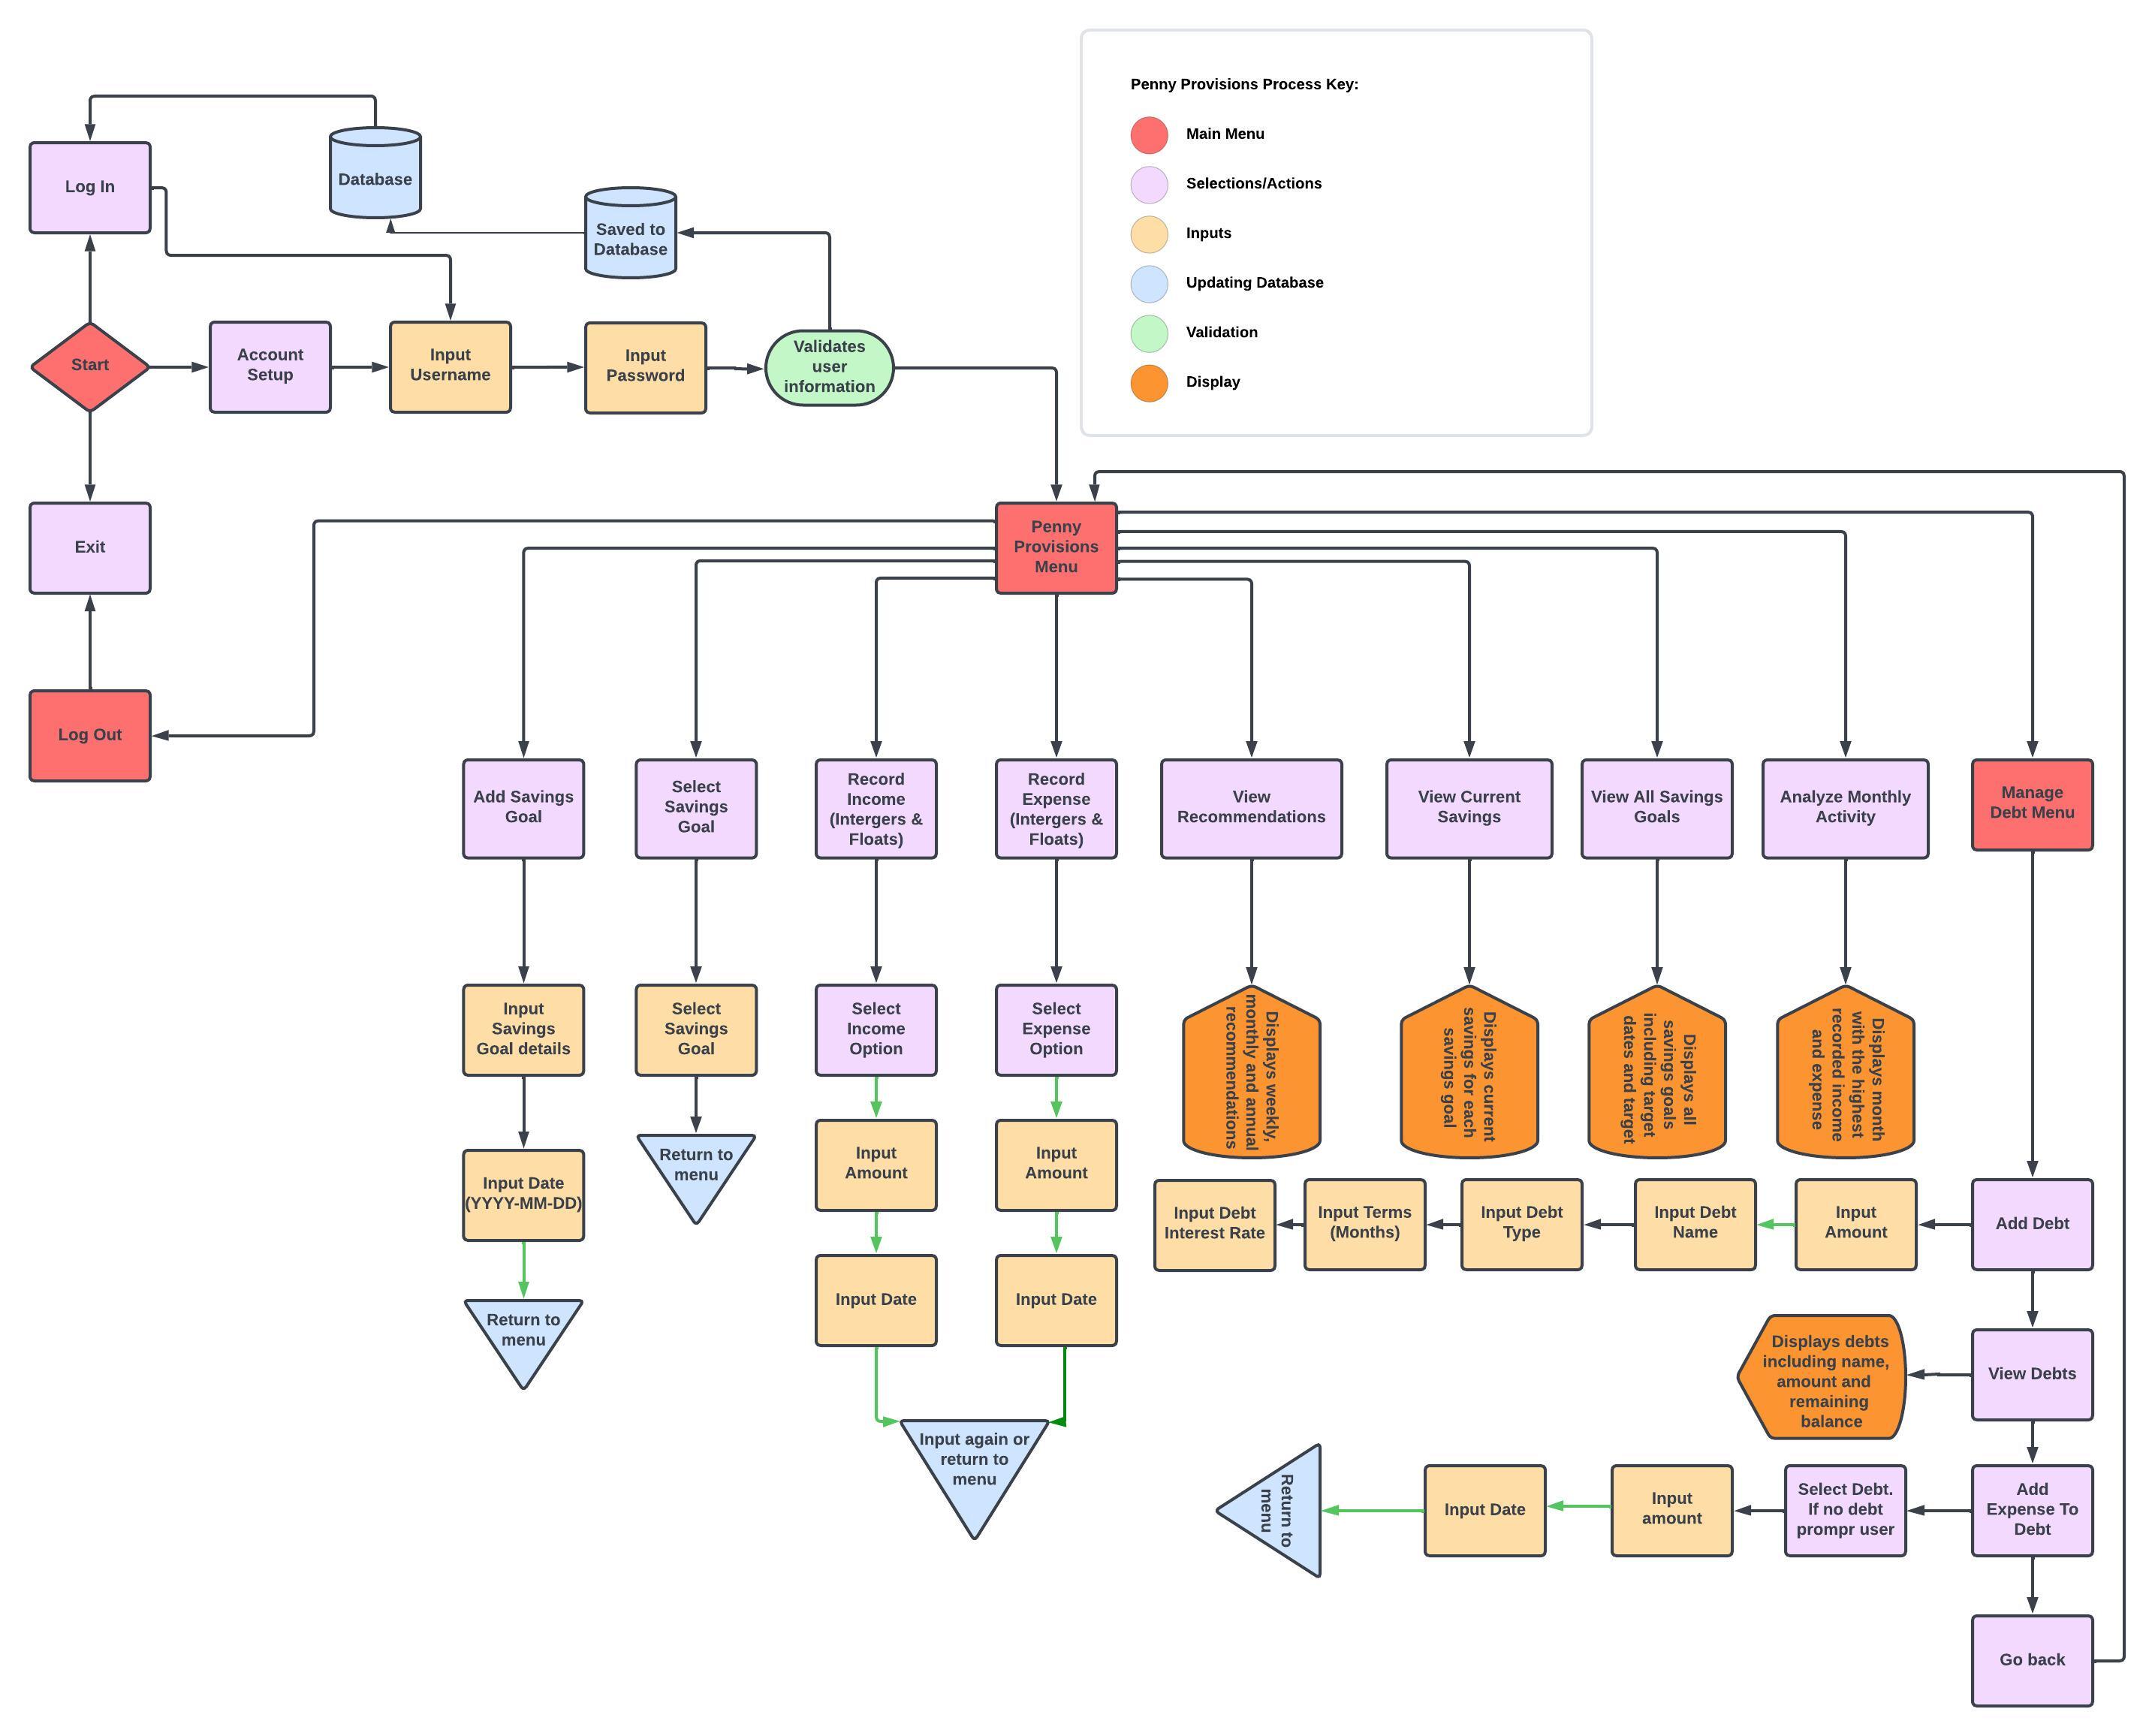 Penny Provisions Process Key:
Main Menu
Selections/Actions
Inputs
Updating Database
Validation
Display
Log In
Database
Saved to
Database
Start
Account
Setup
Input
Username
Input
Password
Validates
user
information
Exit
Log Out
Penny
Provisions
Menu
Add Savings
Goal
Select
Savings
Goal
Record
Income
(Intergers &
Floats)
Record
Expense
(Intergers &
Floats)
View
Recommendations
View Current
Savings
View All Savings
Goals
Analyze Monthly
Activity
Manage
Debt Menu
Input
Savings
Goal details
Select
Savings
Goal
Select
Income
Option
Select
Expense
Option
Displays weekly,
monthly and annual
recommendations
Displays current
savings for each
savings goal
Displays all
savings goals
including target
dates and target
Displays month
with the highest
recorded income
and expense
Input Date
(YYYY-MM-DD)
Return to
menu
Input
Amount
Input
Amount
Input Debt
Interest Rate
Input Terms
(Months)
Input Debt
Type
Input Debt
Name
Input
Amount
Add Debt
Return to
menu
Input Date
Input Date
Displays debts
including name,
amount and
remaining
balance
View Debts
Input again or
return to
menu
Return to
menu
Input Date
Input
amount
Select Debt.
If no debt
prompr user
Add
Expense To
Debt
Go back